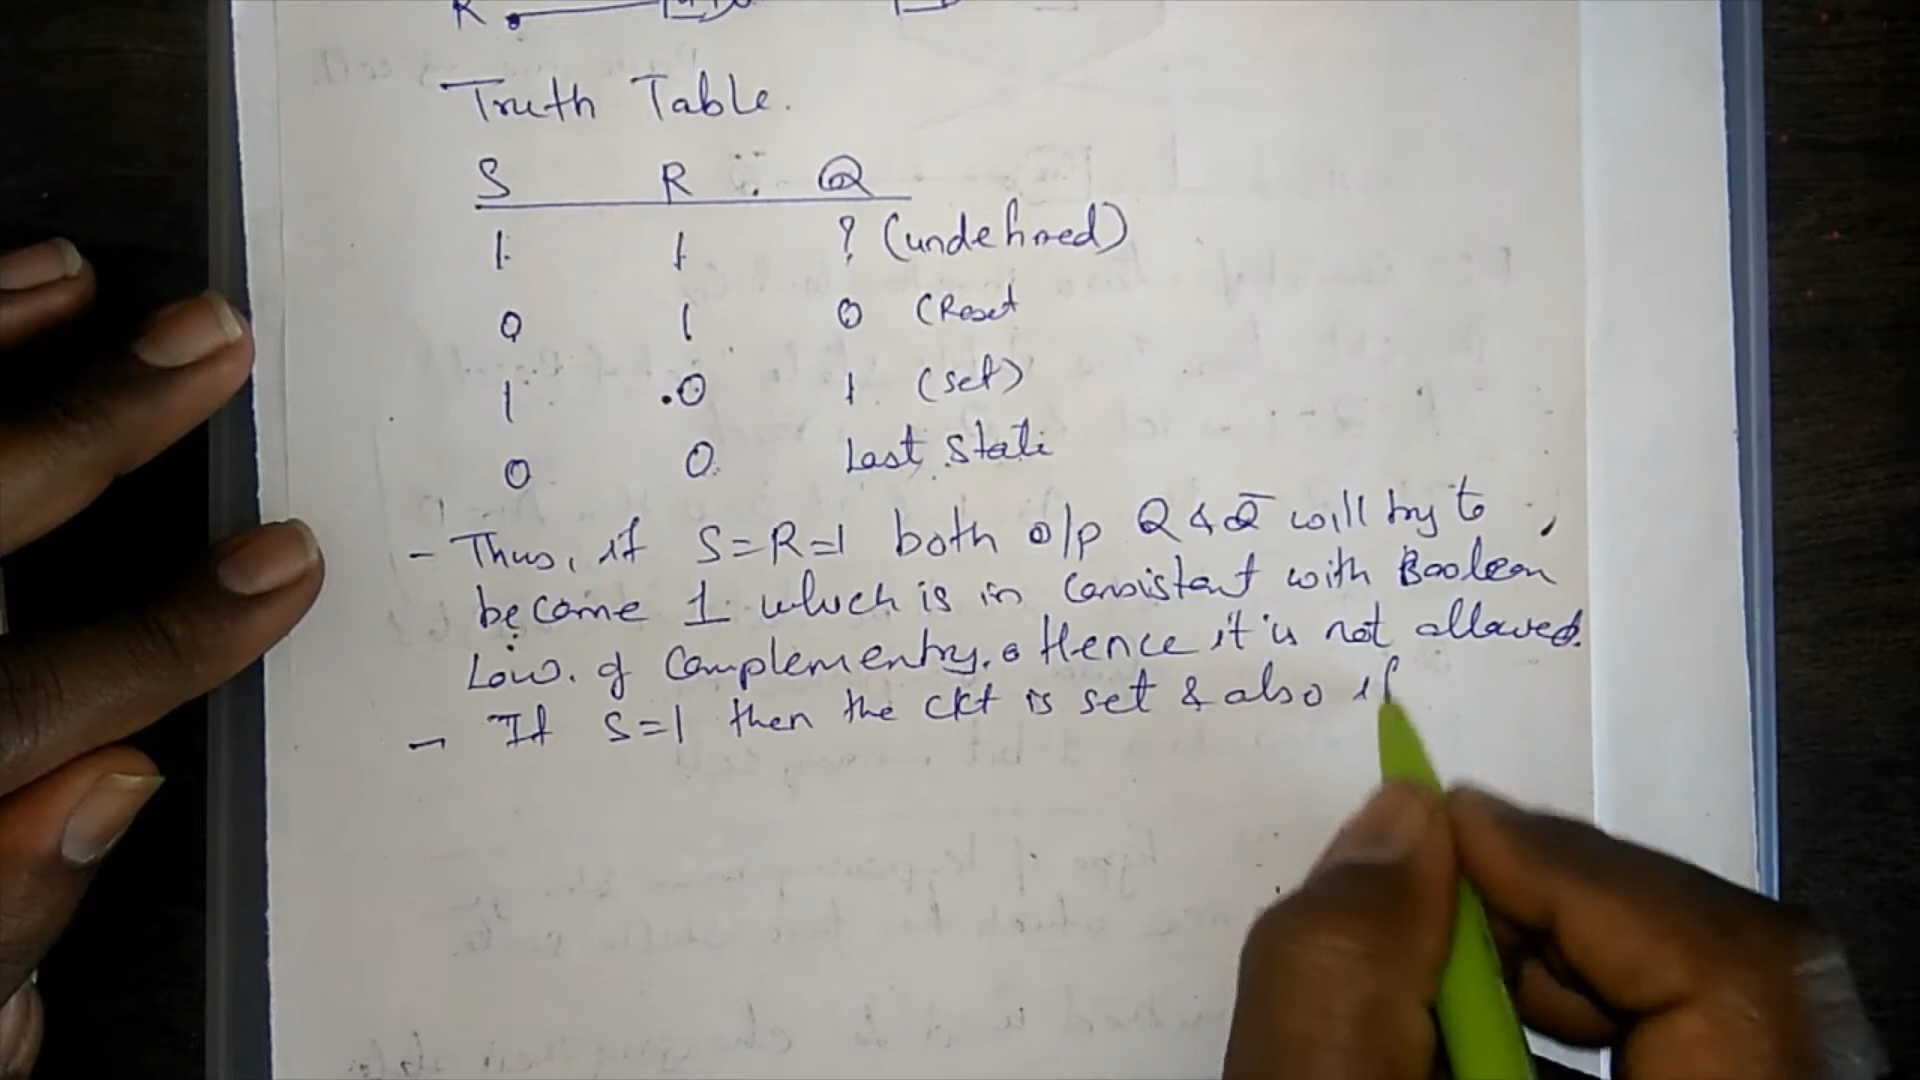 R
Truth Table.
S R Q
1 1 ? (undefined)
0 1 0 (Reset
1 0 1 (set)
0 0 Last State
- Thus, if S=R=1 both o/p Q & Q̄ will try to
become 1 which is in consistent with Boolean
Low. of Complementry. Hence it is not allowed.
- If S=1 then the ckt is set & also if